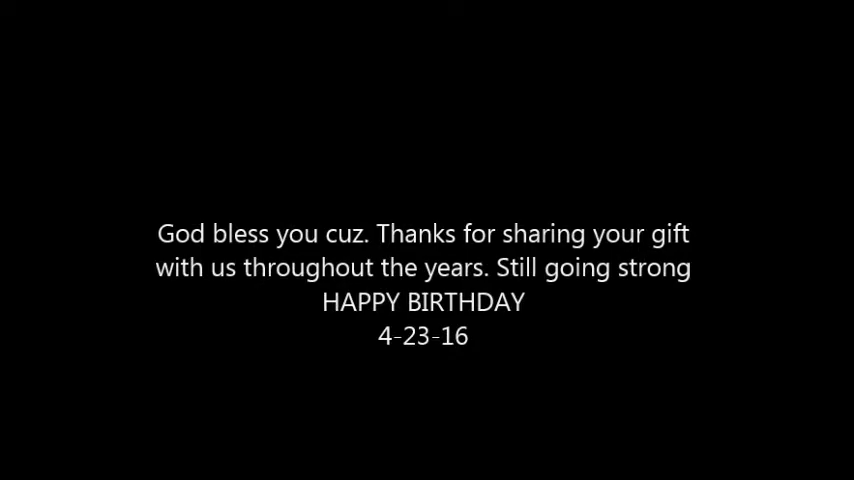 God bless you cuz. Thanks for sharing your gift
with us throughout the years. Still going strong
HAPPY BIRTHDAY
4-23-16